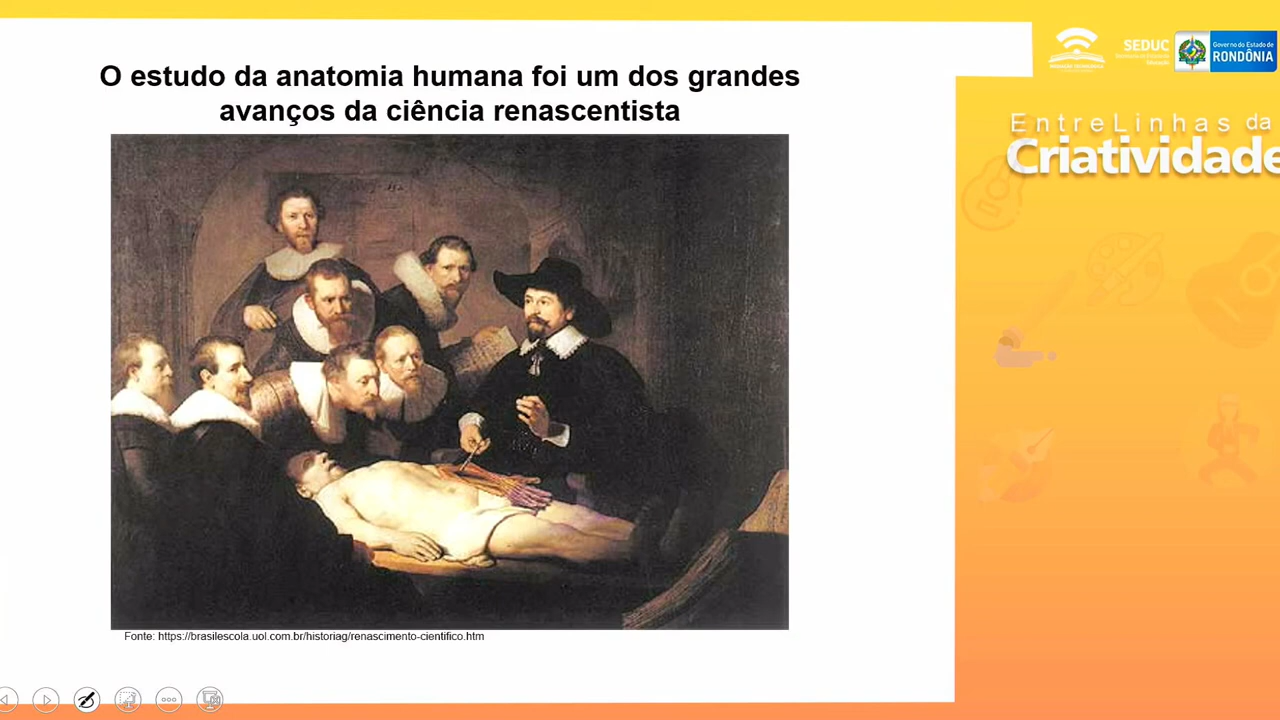 O estudo da anatomia humana foi um dos grandes
avanços da ciência renascentista
SEDUC
Governo do Estado de
RONDÔNIA
EntreLinhas da
Criatividade
Fonte: https://brasilescola.uol.com.br/historiag/renascimento-cientifico.htm